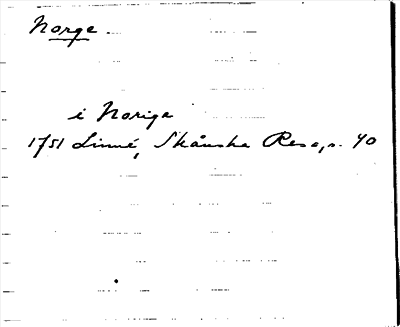 Norge
i Norige
1751 Linné, Skånska Resa, s. 40